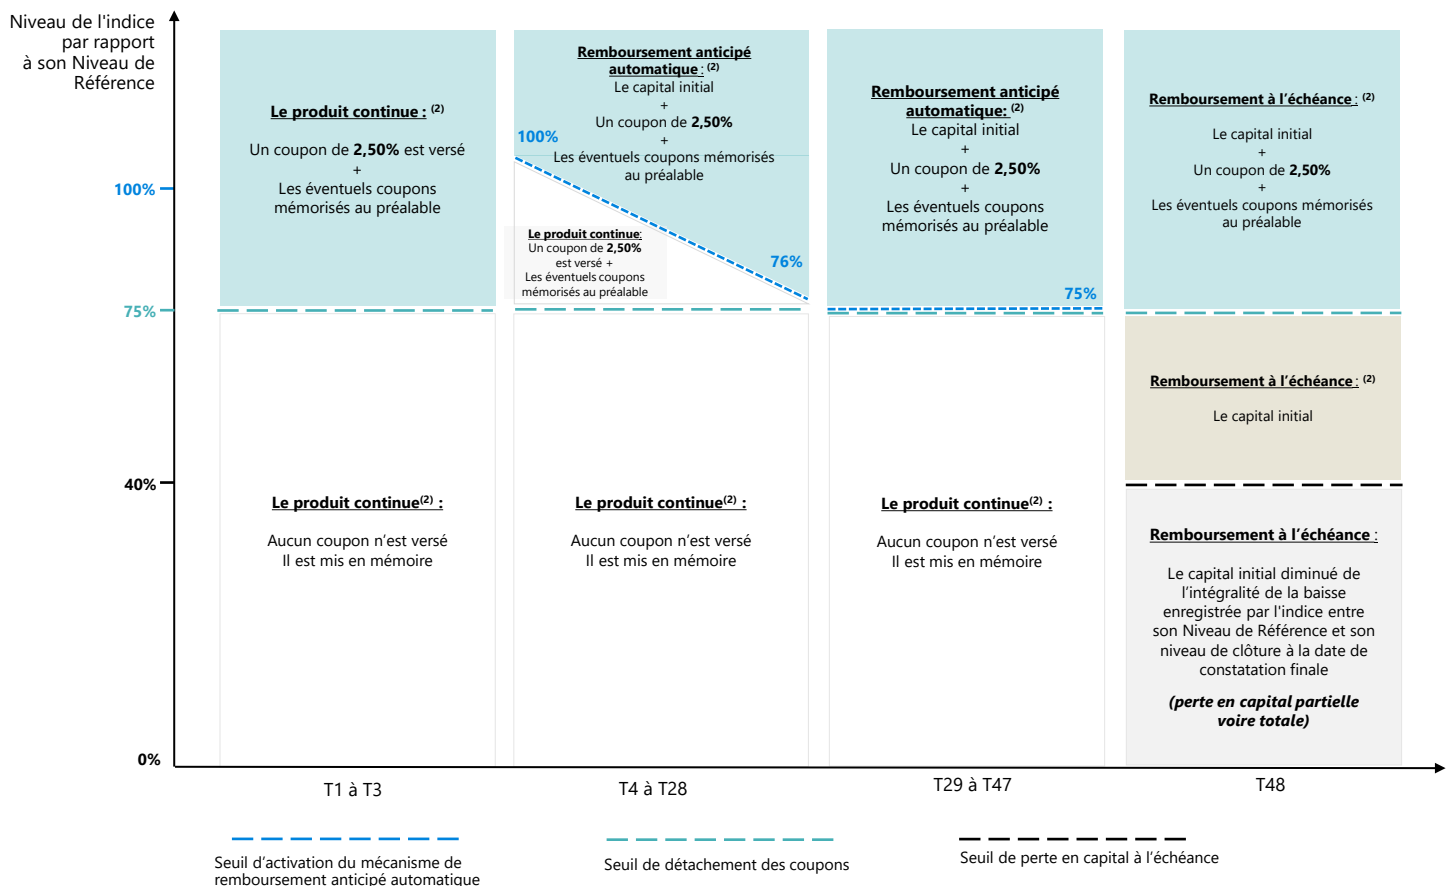 Niveau de l'indice
par rapport
à son Niveau de
Référence
100%
75%
40%
0%
Le produit continue : (2)
Un coupon de 2,50% est versé
+
Les éventuels coupons
mémorisés au préalable
Le produit continue(2) :
Aucun coupon n'est versé
Il est mis en mémoire
Remboursement anticipé
automatique : (2)
Le capital initial
+
Un coupon de 2,50%
+
Les éventuels coupons mémorisés
au préalable
100%
76%
Le produit continue:
Un coupon de 2,50%
est versé +
Les éventuels coupons
mémorisés au préalable
Le produit continue(2) :
Aucun coupon n'est versé
Il est mis en mémoire
Remboursement anticipé
automatique: (2)
Le capital initial
+
Un coupon de 2,50%
+
Les éventuels coupons
mémorisés au préalable
75%
Le produit continue(2) :
Aucun coupon n'est versé
Il est mis en mémoire
Remboursement à l'échéance : (2)
Le capital initial
+
Un coupon de 2,50%
+
Les éventuels coupons mémorisés
au préalable
Remboursement à l'échéance : (2)
Le capital initial
Remboursement à l'échéance :
Le capital initial diminué de
l'intégralité de la baisse
enregistrée par l'indice entre
son Niveau de Référence et son
niveau de clôture à la date de
constatation finale
(perte en capital partielle
voire totale)
T1 à T3
T4 à T28
T29 à T47
T48
Seuil d'activation du mécanisme de
remboursement anticipé automatique
Seuil de détachement des coupons
Seuil de perte en capital à l'échéance